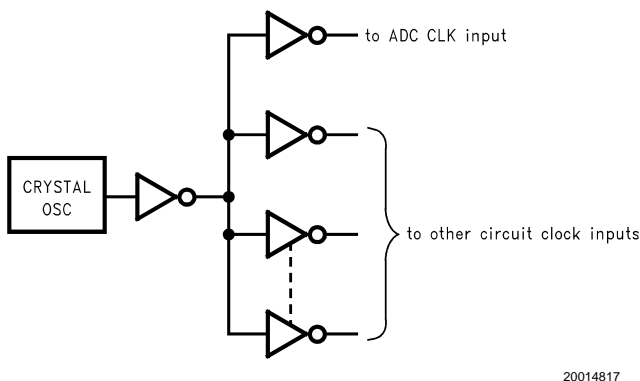 to ADC CLK input
CRYSTAL
OSC
to other circuit clock inputs
20014817